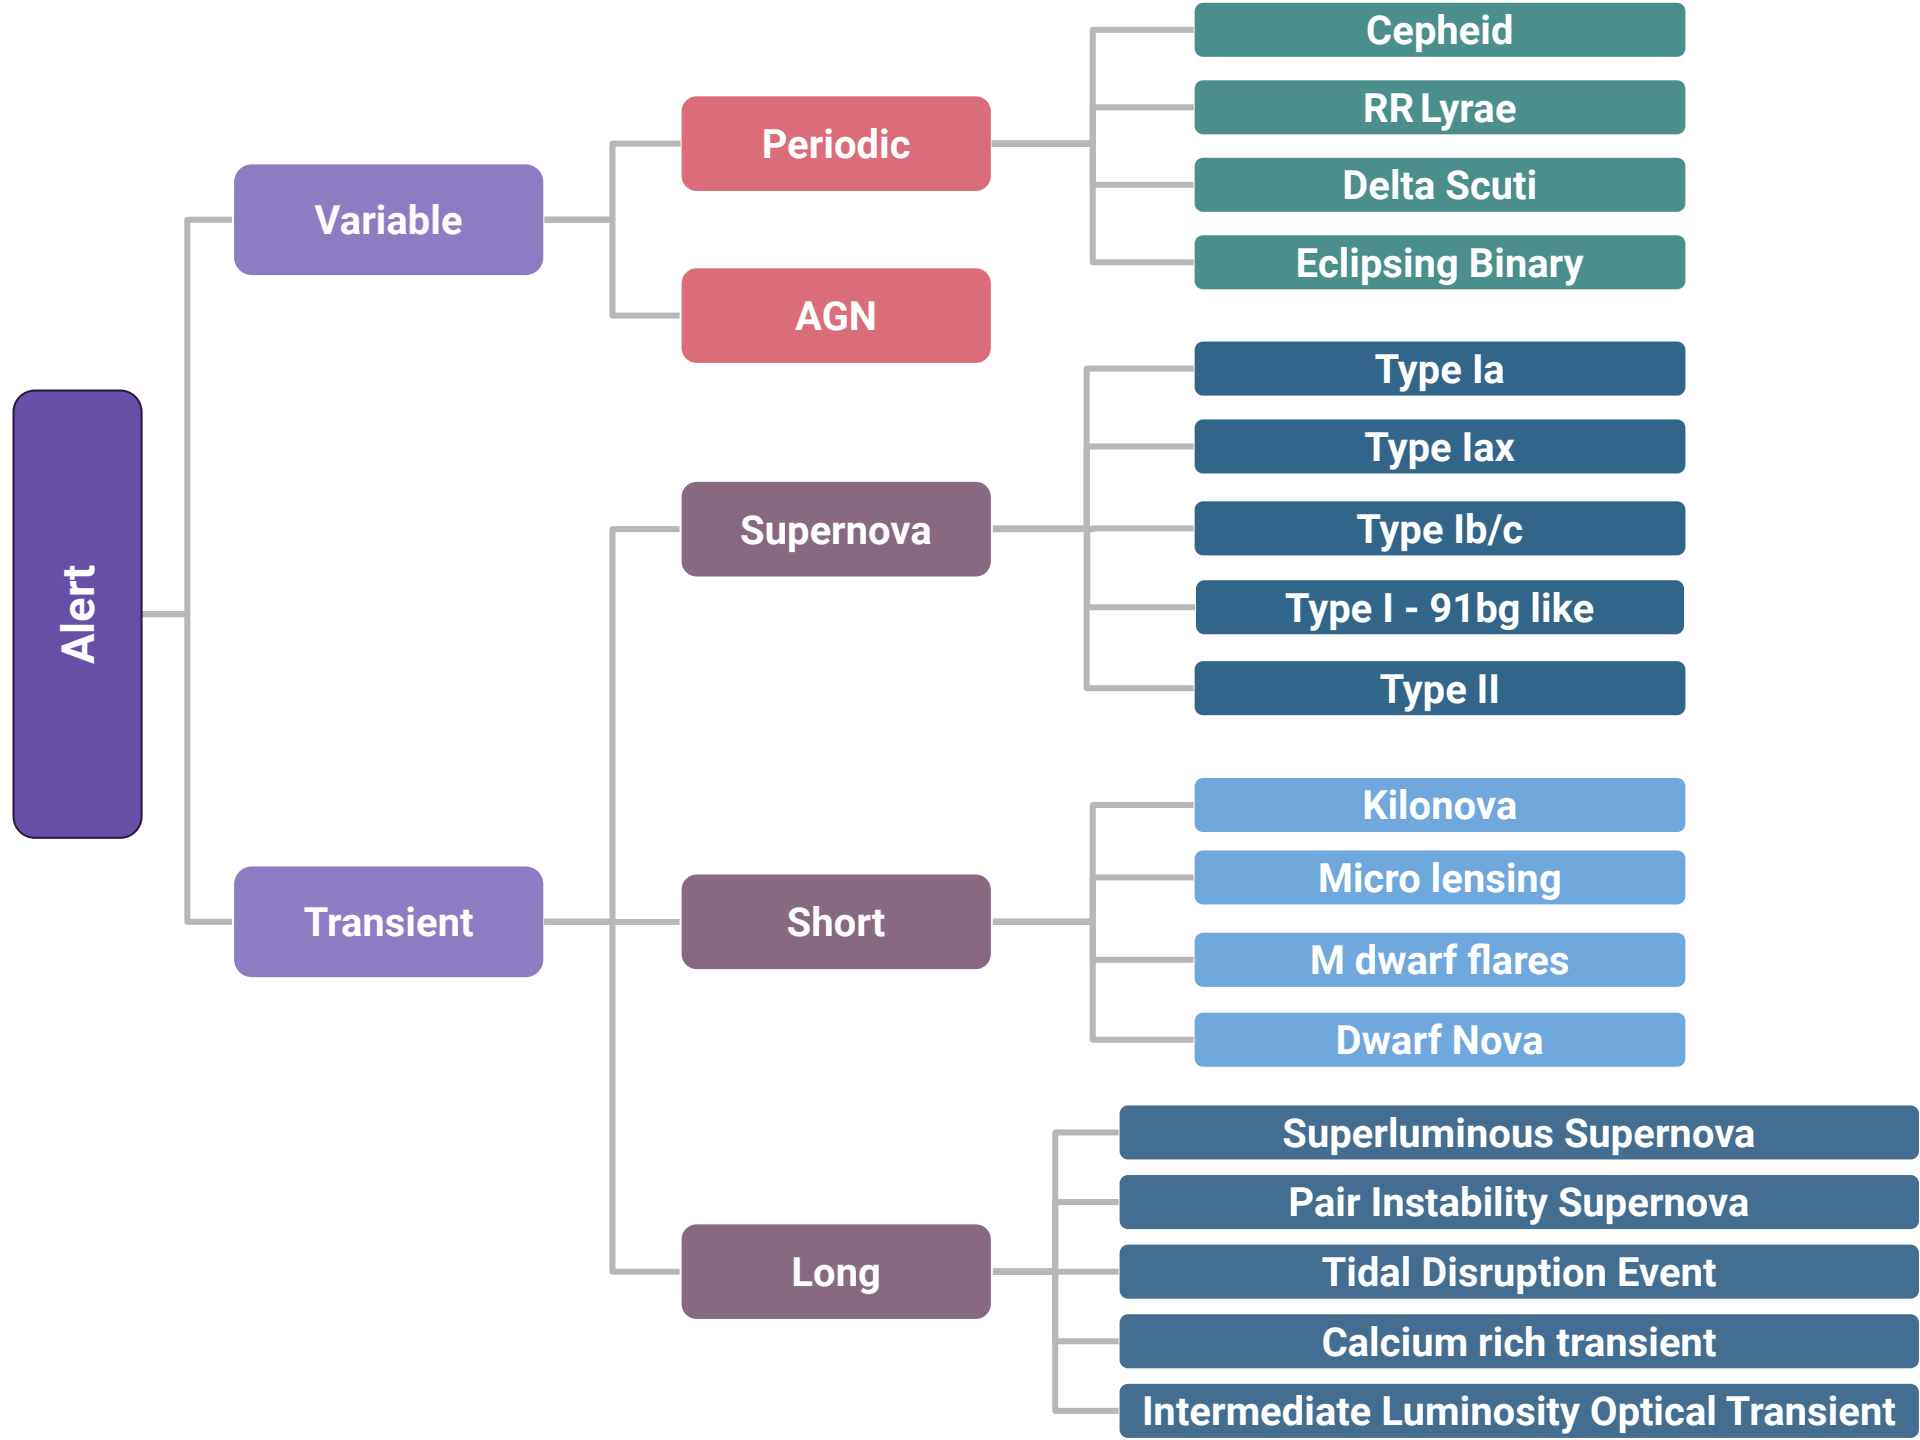 Alert
Variable
Transient
Periodic
AGN
Supernova
Short
Long
Cepheid
RR Lyrae
Delta Scuti
Eclipsing Binary
Type Ia
Type Iax
Type Ib/c
Type I - 91bg like
Type II
Kilonova
Micro lensing
M dwarf flares
Dwarf Nova
Superluminous Supernova
Pair Instability Supernova
Tidal Disruption Event
Calcium rich transient
Intermediate Luminosity Optical Transient